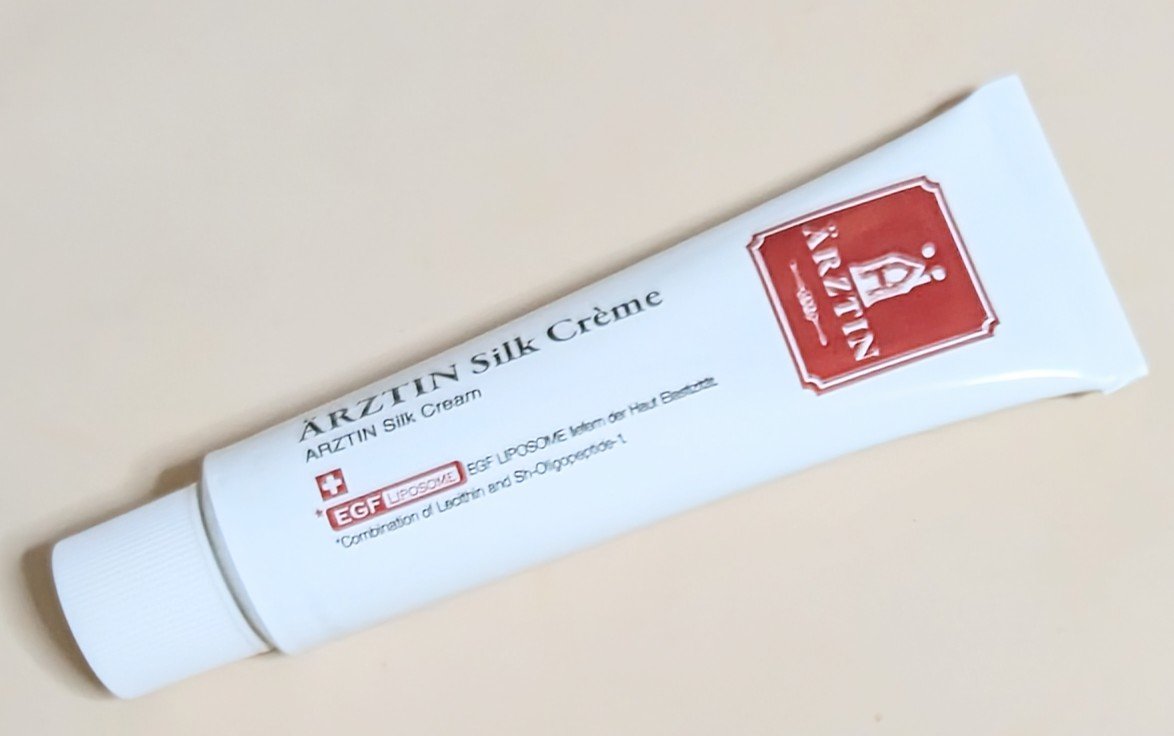 ÄRZTIN Silk Crème
ARZTIN Silk Cream
*EGF LIPOSOME EGF LIPOSOME liefern der Haut Elastizität.
*Combination of Lecithin and Sh-Oligopeptide-1.
Ä
ÄRZTIN